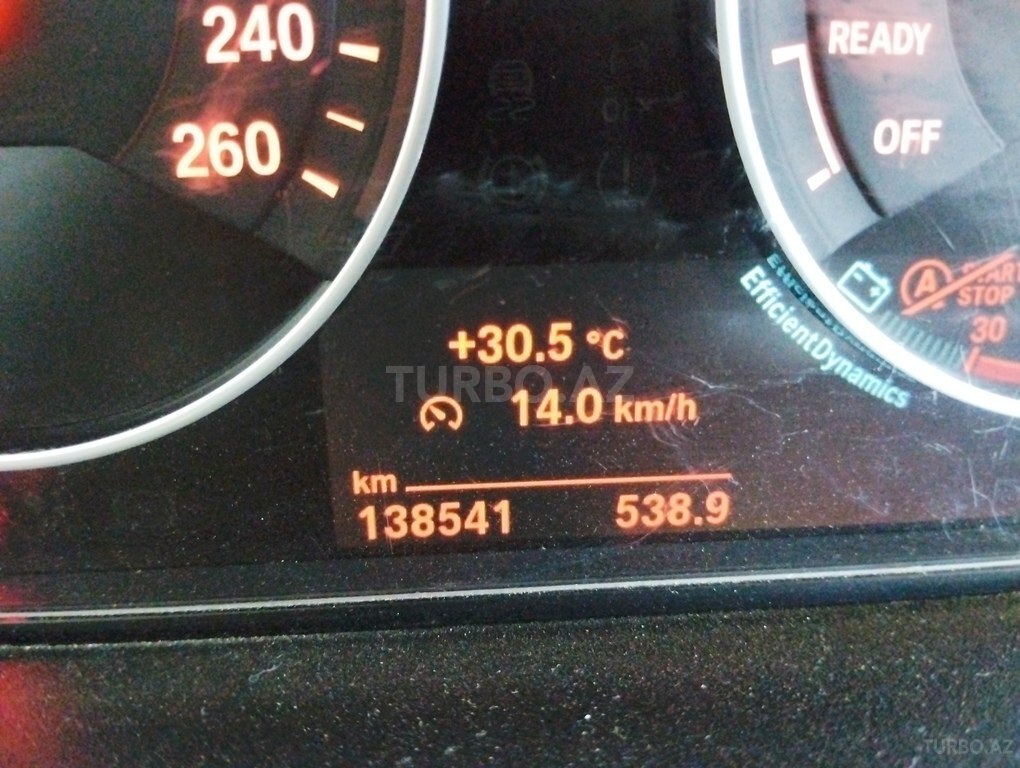 240
260
READY
OFF
A
START
STOP
30
EfficientDynamics
+30.5 °C
TURBO.AZ
14.0 km/h
km
138541 538.9
TURBO.AZ